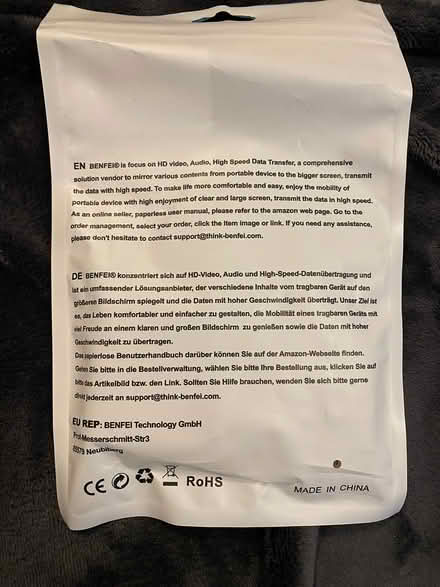 EN BENFEI® is focus on HD video, Audio, High Speed Data Transfer, a comprehensive
solution vendor to mirror various contents from portable device to the bigger screen, transmit
the data with high speed. To make life more comfortable and easy, enjoy the mobility of
portable device with high enjoyment of clear and large screen, transmit the data in high speed.
As an online seller, paperless user manual, please refer to the amazon web page. Go to the
order management, select your order, click the item image or link. If you need any assistance,
please don't hesitate to contact support@think-benfei.com.
DE BENFEI® konzentriert sich auf HD-Video, Audio und High-Speed-Datenübertragung und
ist ein umfassender Lösungsanbieter, der verschiedene Inhalte vom tragbaren Gerät auf den
größeren Bildschirm spiegelt und die Daten mit hoher Geschwindigkeit überträgt. Unser Ziel ist
es, das Leben komfortabler und einfacher zu gestalten, die Mobilität eines tragbaren Geräts mit
viel Freude an einem klaren und großen Bildschirm zu genießen sowie die Daten mit hoher
Geschwindigkeit zu übertragen.
Das papierlose Benutzerhandbuch darüber können Sie auf der Amazon-Webseite finden.
Gehen Sie bitte in die Bestellverwaltung, wählen Sie bitte Ihre Bestellung aus, klicken Sie auf
bitte das Artikelbild bzw. den Link. Sollten Sie Hilfe brauchen, wenden Sie sich bitte gerne
direkt jederzeit an support@think-benfei.com.
EU REP: BENFEI Technology GmbH
Prof-Messerschmitt-Str3
85579 Neubiberg
CE RoHS
MADE IN CHINA